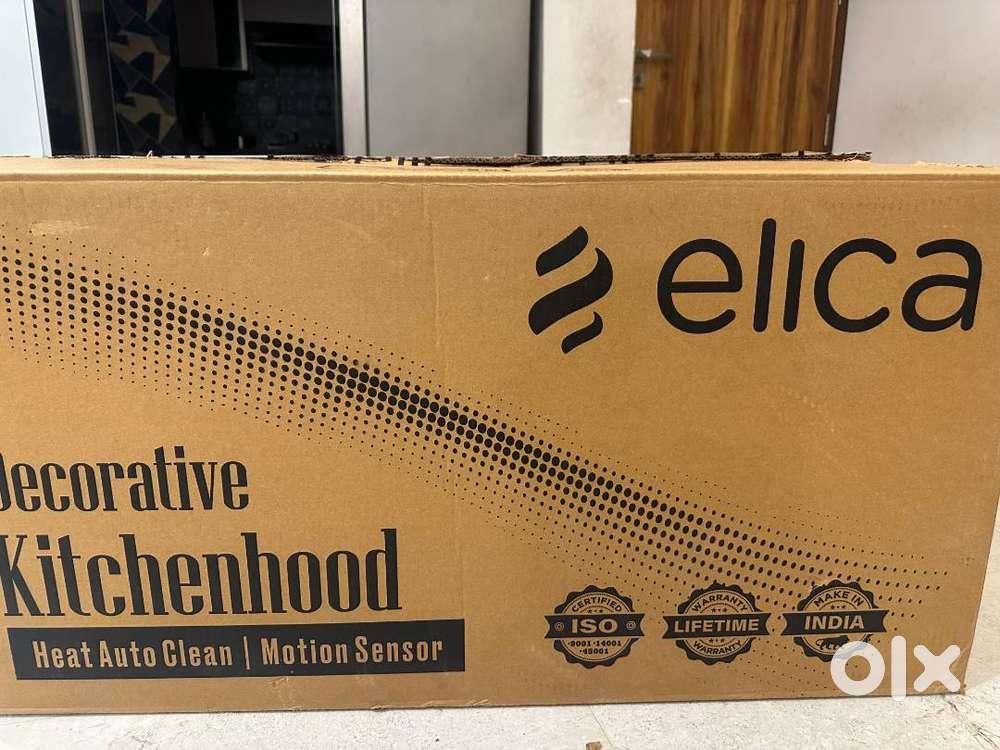 elica
Decorative
Kitchenhood
Heat Auto Clean | Motion Sensor
CERTIFIED
ISO
9001-14001
-45001
WARRANTY
LIFETIME
WARRANTY
MAKE IN
INDIA
olx